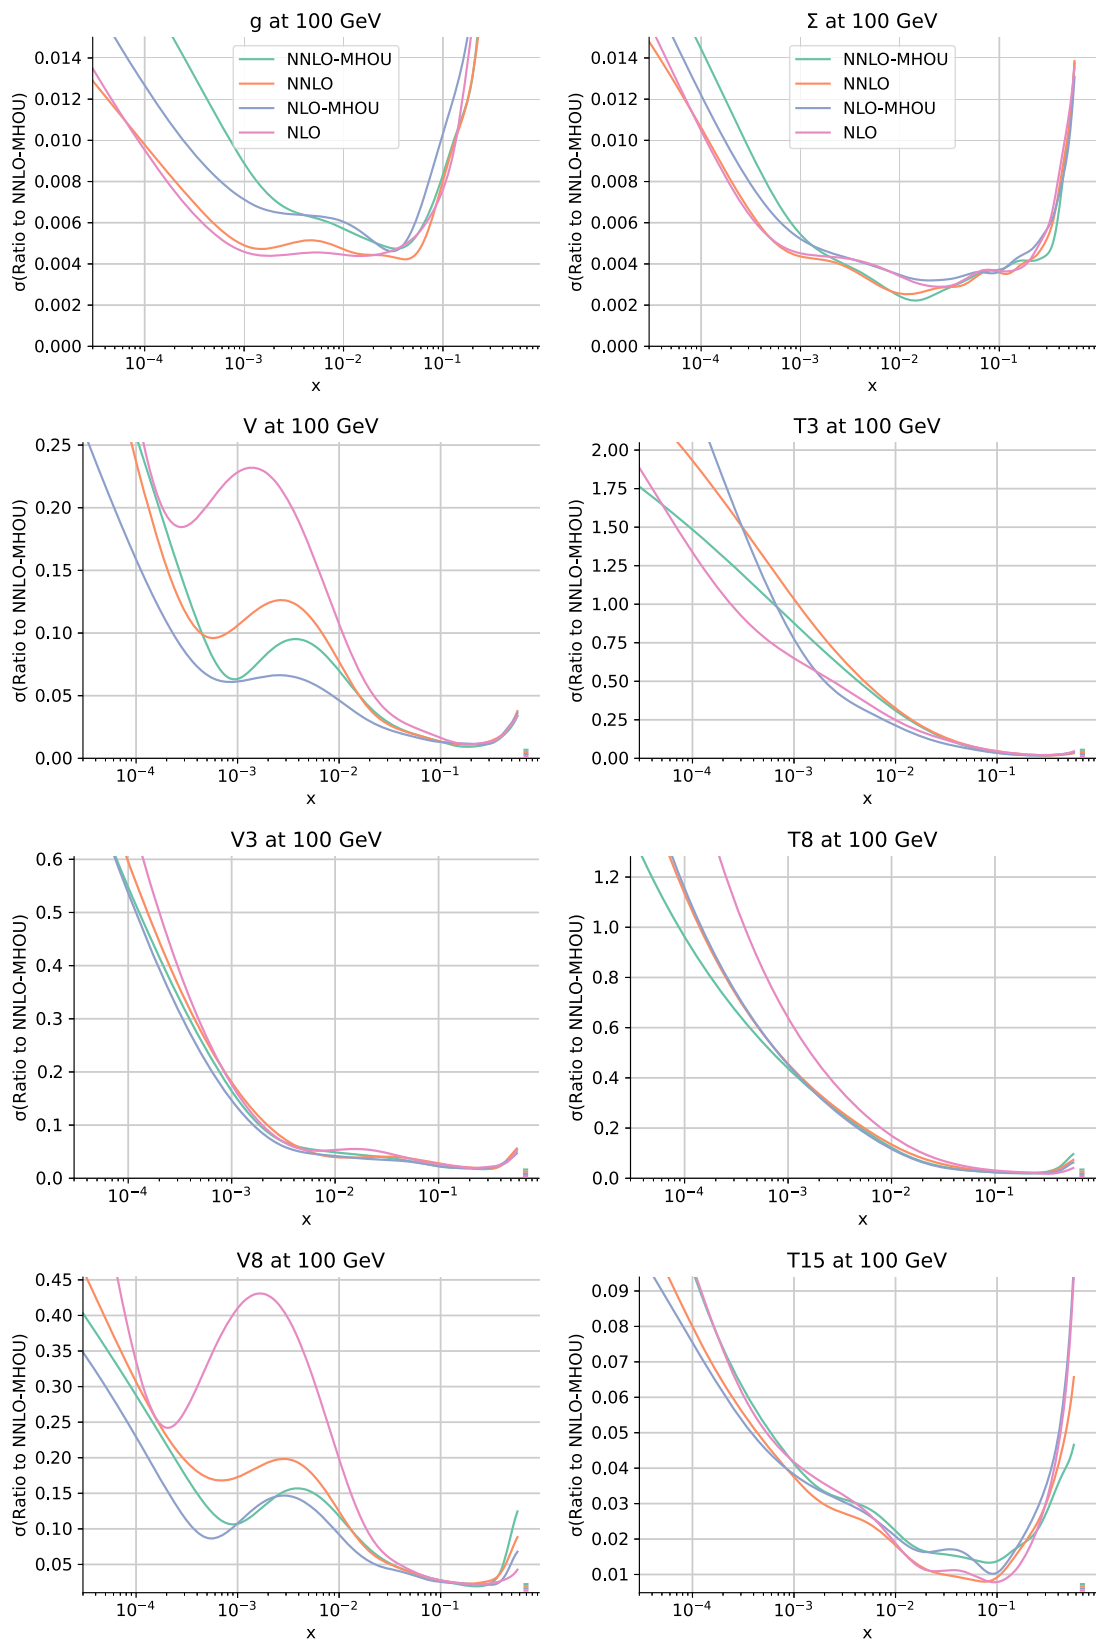 g at 100 GeV
σ(Ratio to NNLO-MHOU)
0.014
0.012
0.010
0.008
0.006
0.004
0.002
0.000
NNLO-MHOU
NNLO
NLO-MHOU
NLO
10⁻⁴ 10⁻³ 10⁻² 10⁻¹
x
Σ at 100 GeV
σ(Ratio to NNLO-MHOU)
0.014
0.012
0.010
0.008
0.006
0.004
0.002
0.000
NNLO-MHOU
NNLO
NLO-MHOU
NLO
10⁻⁴ 10⁻³ 10⁻² 10⁻¹
x
V at 100 GeV
σ(Ratio to NNLO-MHOU)
0.25
0.20
0.15
0.10
0.05
0.00
10⁻⁴ 10⁻³ 10⁻² 10⁻¹
x
T3 at 100 GeV
σ(Ratio to NNLO-MHOU)
2.00
1.75
1.50
1.25
1.00
0.75
0.50
0.25
0.00
10⁻⁴ 10⁻³ 10⁻² 10⁻¹
x
V3 at 100 GeV
σ(Ratio to NNLO-MHOU)
0.6
0.5
0.4
0.3
0.2
0.1
0.0
10⁻⁴ 10⁻³ 10⁻² 10⁻¹
x
T8 at 100 GeV
σ(Ratio to NNLO-MHOU)
1.2
1.0
0.8
0.6
0.4
0.2
0.0
10⁻⁴ 10⁻³ 10⁻² 10⁻¹
x
V8 at 100 GeV
σ(Ratio to NNLO-MHOU)
0.45
0.40
0.35
0.30
0.25
0.20
0.15
0.10
0.05
10⁻⁴ 10⁻³ 10⁻² 10⁻¹
x
T15 at 100 GeV
σ(Ratio to NNLO-MHOU)
0.09
0.08
0.07
0.06
0.05
0.04
0.03
0.02
0.01
10⁻⁴ 10⁻³ 10⁻² 10⁻¹
x